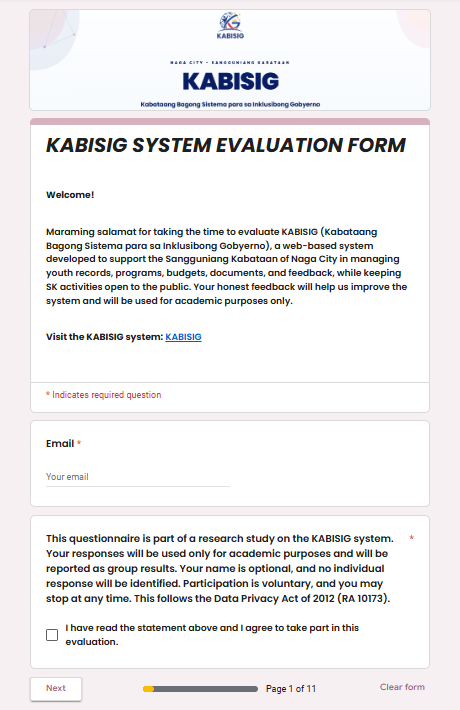 KABISIG
NAGA CITY - SANGGUNIANG KABATAAN
KABISIG
Kabataang Bagong Sistema para sa Inklusibong Gobyerno
KABISIG SYSTEM EVALUATION FORM
Welcome!
Maraming salamat for taking the time to evaluate KABISIG (Kabataang
Bagong Sistema para sa Inklusibong Gobyerno), a web-based system
developed to support the Sangguniang Kabataan of Naga City in managing
youth records, programs, budgets, documents, and feedback, while keeping
SK activities open to the public. Your honest feedback will help us improve the
system and will be used for academic purposes only.
Visit the KABISIG system: KABISIG
* Indicates required question
Email *
Your email
This questionnaire is part of a research study on the KABISIG system. *
Your responses will be used only for academic purposes and will be
reported as group results. Your name is optional, and no individual
response will be identified. Participation is voluntary, and you may
stop at any time. This follows the Data Privacy Act of 2012 (RA 10173).
I have read the statement above and I agree to take part in this
evaluation.
Next
Page 1 of 11
Clear form